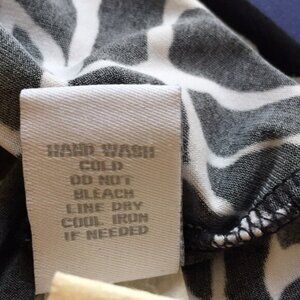 HAND WASH
COLD
DO NOT
BLEACH
LINE DRY
COOL IRON
IF NEEDED